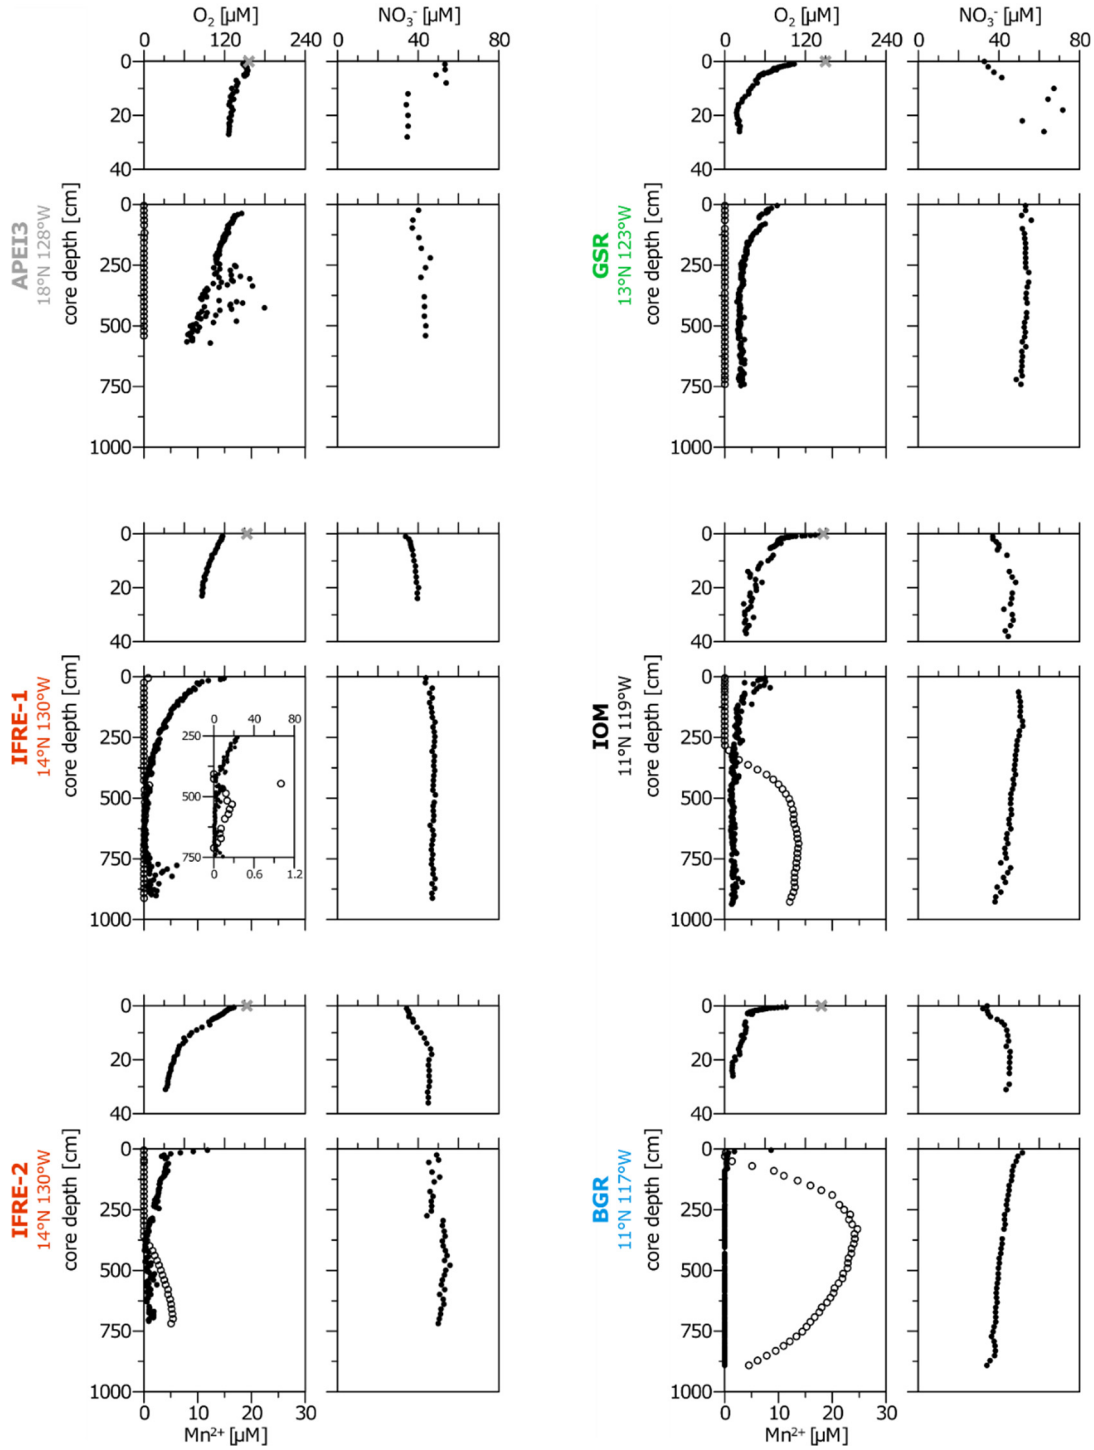 O₂ [µM] NO₃⁻ [µM] O₂ [µM] NO₃⁻ [µM]
0 120 240 0 40 80 0 120 240 0 40 80
0
20
40
0
250
500
750
1000
core depth [cm]
APEI3
18°N 128°W
0
20
40
0
250
500
750
1000
core depth [cm]
GSR
13°N 123°W
0
20
40
0
250
500
750
1000
core depth [cm]
IFRE-1
14°N 130°W
0 40 80
250
500
750
0 0.6 1.2
0
20
40
0
250
500
750
1000
core depth [cm]
IOM
11°N 119°W
0
20
40
0
250
500
750
1000
core depth [cm]
IFRE-2
14°N 130°W
0 10 20 30
Mn²⁺ [µM]
0
20
40
0
250
500
750
1000
core depth [cm]
BGR
11°N 117°W
0 10 20 30
Mn²⁺ [µM]